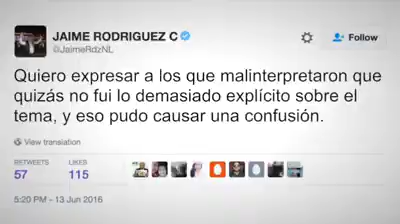 JAIME RODRIGUEZ C
@JaimeRdzNL
Follow
Quiero expresar a los que malinterpretaron que
quizás no fui lo demasiado explícito sobre el
tema, y eso pudo causar una confusión.
View translation
RETWEETS LIKES
57 115
5:20 PM - 13 Jun 2016